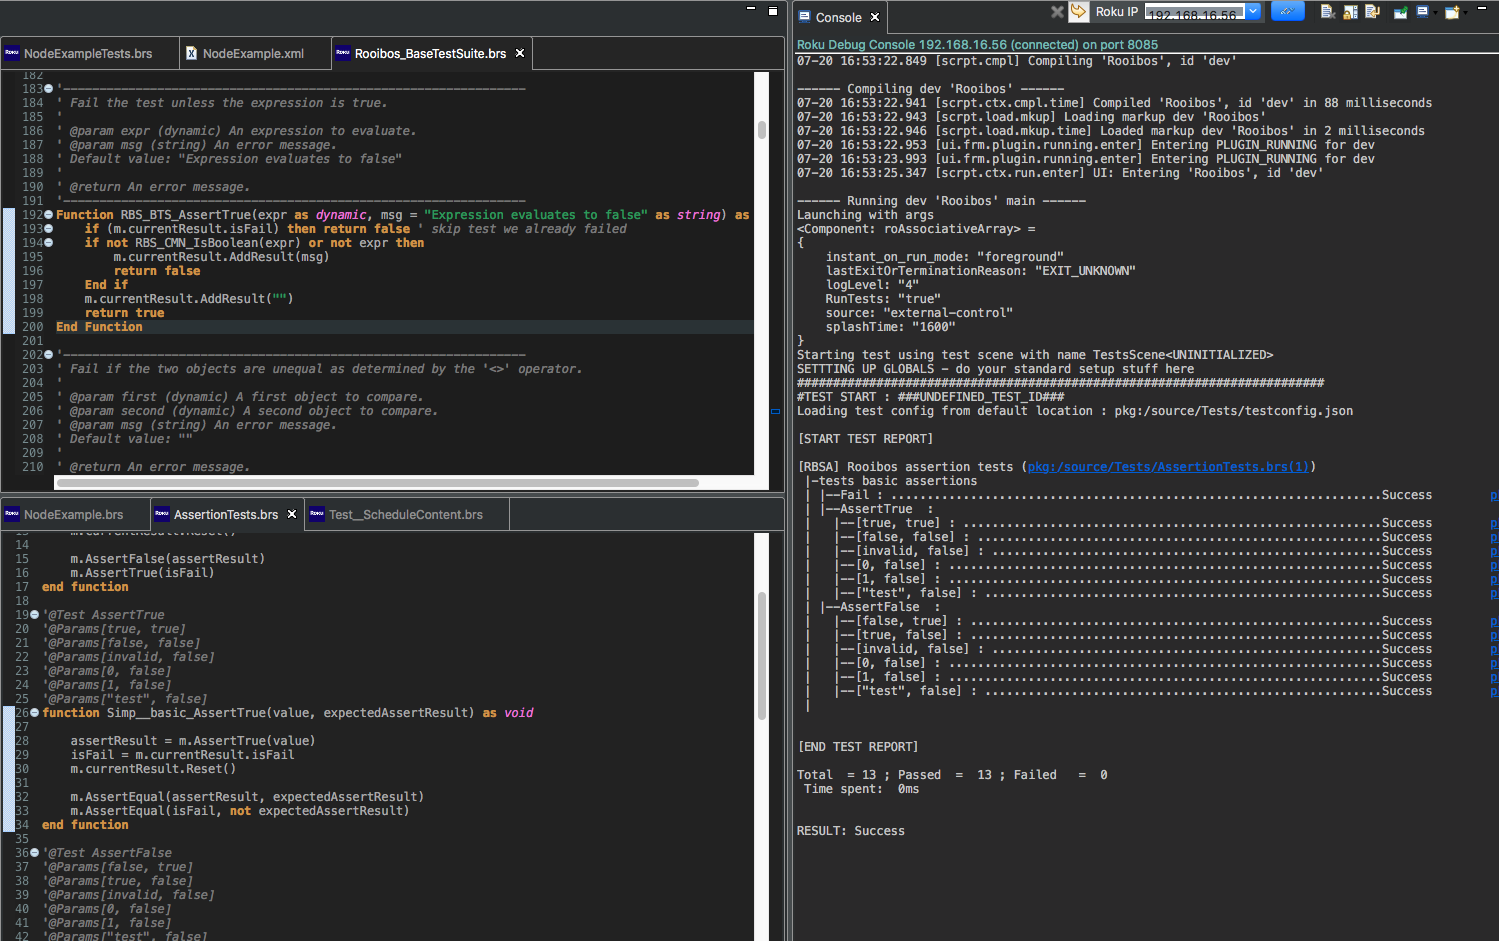 NodeExampleTests.brs
NodeExample.xml
Rooibos_BaseTestSuite.brs
182
183 '----------------------------------------------------------------
184 ' Fail the test unless the expression is true.
185 '
186 ' @param expr (dynamic) An expression to evaluate.
187 ' @param msg (string) An error message.
188 ' Default value: "Expression evaluates to false"
189 '
190 ' @return An error message.
191 '----------------------------------------------------------------
192 Function RBS_BTS_AssertTrue(expr as dynamic, msg = "Expression evaluates to false" as string) as
193 if (m.currentResult.isFail) then return false ' skip test we already failed
194 if not RBS_CMN_IsBoolean(expr) or not expr then
195 m.currentResult.AddResult(msg)
196 return false
197 End if
198 m.currentResult.AddResult("")
199 return true
200 End Function
201
202 '----------------------------------------------------------------
203 ' Fail if the two objects are unequal as determined by the '<>' operator.
204 '
205 ' @param first (dynamic) A first object to compare.
206 ' @param second (dynamic) A second object to compare.
207 ' @param msg (string) An error message.
208 ' Default value: ""
209 '
210 ' @return An error message.
NodeExample.brs
AssertionTests.brs
Test__ScheduleContent.brs
13 m.currentResult.Reset()
14
15 m.AssertFalse(assertResult)
16 m.AssertTrue(isFail)
17 end function
18
19 '@Test AssertTrue
20 '@Params[true, true]
21 '@Params[false, false]
22 '@Params[invalid, false]
23 '@Params[0, false]
24 '@Params[1, false]
25 '@Params["test", false]
26 function Simp__basic_AssertTrue(value, expectedAssertResult) as void
27
28 assertResult = m.AssertTrue(value)
29 isFail = m.currentResult.isFail
30 m.currentResult.Reset()
31
32 m.AssertEqual(assertResult, expectedAssertResult)
33 m.AssertEqual(isFail, not expectedAssertResult)
34 end function
35
36 '@Test AssertFalse
37 '@Params[false, true]
38 '@Params[true, false]
39 '@Params[invalid, false]
40 '@Params[0, false]
41 '@Params[1, false]
42 '@Params["test", false]
Console
Roku IP 192.168.16.56
Roku Debug Console 192.168.16.56 (connected) on port 8085
07-20 16:53:22.849 [scrpt.cmpl] Compiling 'Rooibos', id 'dev'
------ Compiling dev 'Rooibos' ------
07-20 16:53:22.941 [scrpt.ctx.cmpl.time] Compiled 'Rooibos', id 'dev' in 88 milliseconds
07-20 16:53:22.943 [scrpt.load.mkup] Loading markup dev 'Rooibos'
07-20 16:53:22.946 [scrpt.load.mkup.time] Loaded markup dev 'Rooibos' in 2 milliseconds
07-20 16:53:22.953 [ui.frm.plugin.running.enter] Entering PLUGIN_RUNNING for dev
07-20 16:53:23.993 [ui.frm.plugin.running.enter] Entering PLUGIN_RUNNING for dev
07-20 16:53:25.347 [scrpt.ctx.run.enter] UI: Entering 'Rooibos', id 'dev'
------ Running dev 'Rooibos' main ------
Launching with args
<Component: roAssociativeArray> =
{
instant_on_run_mode: "foreground"
lastExitOrTerminationReason: "EXIT_UNKNOWN"
logLevel: "4"
RunTests: "true"
source: "external-control"
splashTime: "1600"
}
Starting test using test scene with name TestsScene<UNINITIALIZED>
SETTTING UP GLOBALS - do your standard setup stuff here
#########################################################################
#TEST START : ###UNDEFINED_TEST_ID###
Loading test config from default location : pkg:/source/Tests/testconfig.json
[START TEST REPORT]
[RBSA] Rooibos assertion tests (pkg:/source/Tests/AssertionTests.brs(1))
|-tests basic assertions
| |--Fail : ....................................................................Success p
| |--AssertTrue :
| |--[true, true] : ..........................................................Success p
| |--[false, false] : ........................................................Success p
| |--[invalid, false] : ......................................................Success p
| |--[0, false] : ............................................................Success p
| |--[1, false] : ............................................................Success p
| |--["test", false] : .......................................................Success p
| |--AssertFalse :
| |--[false, true] : .........................................................Success p
| |--[true, false] : .........................................................Success p
| |--[invalid, false] : ......................................................Success p
| |--[0, false] : ............................................................Success p
| |--[1, false] : ............................................................Success p
| |--["test", false] : .......................................................Success p
|
[END TEST REPORT]
Total = 13 ; Passed = 13 ; Failed = 0
Time spent: 0ms
RESULT: Success